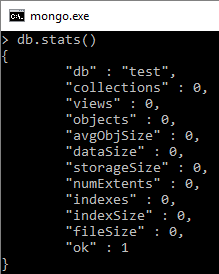 mongo.exe
> db.stats()
{
"db" : "test",
"collections" : 0,
"views" : 0,
"objects" : 0,
"avgObjSize" : 0,
"dataSize" : 0,
"storageSize" : 0,
"numExtents" : 0,
"indexes" : 0,
"indexSize" : 0,
"fileSize" : 0,
"ok" : 1
}